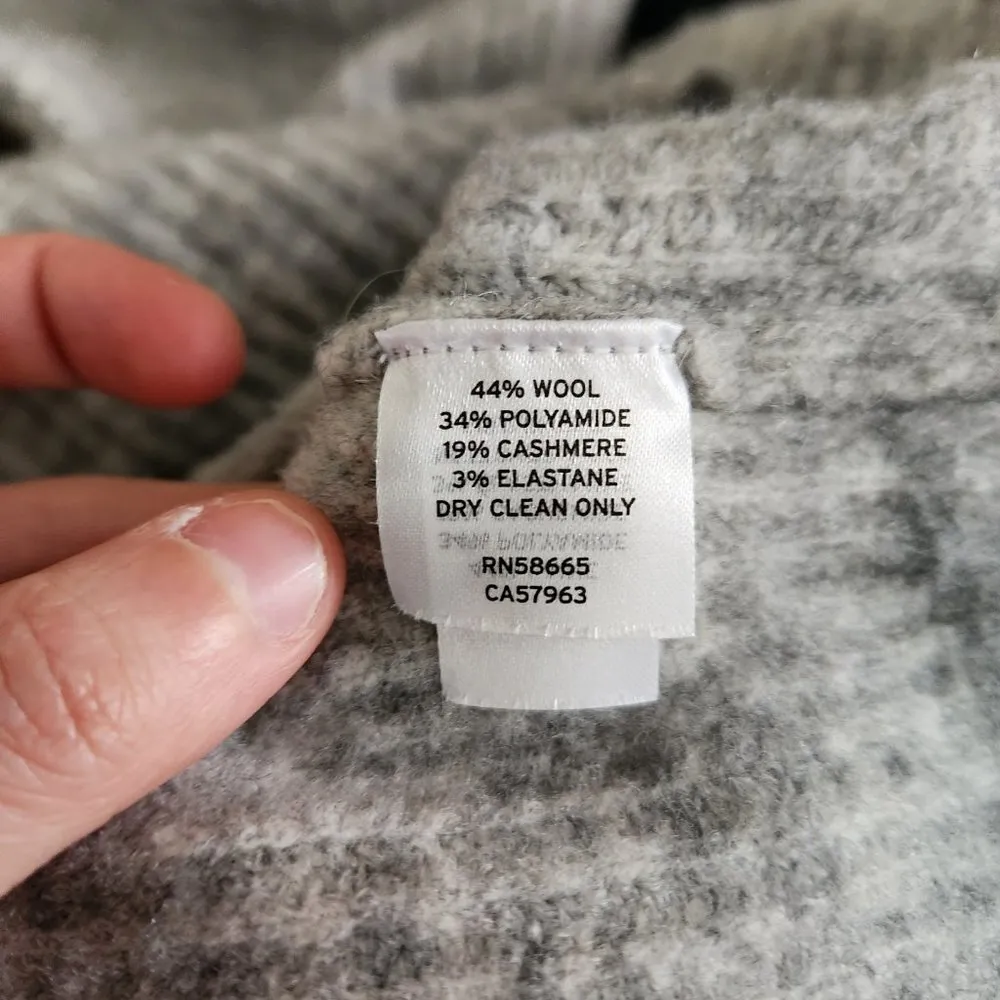 44% WOOL
34% POLYAMIDE
19% CASHMERE
3% ELASTANE
DRY CLEAN ONLY
RN58665
CA57963